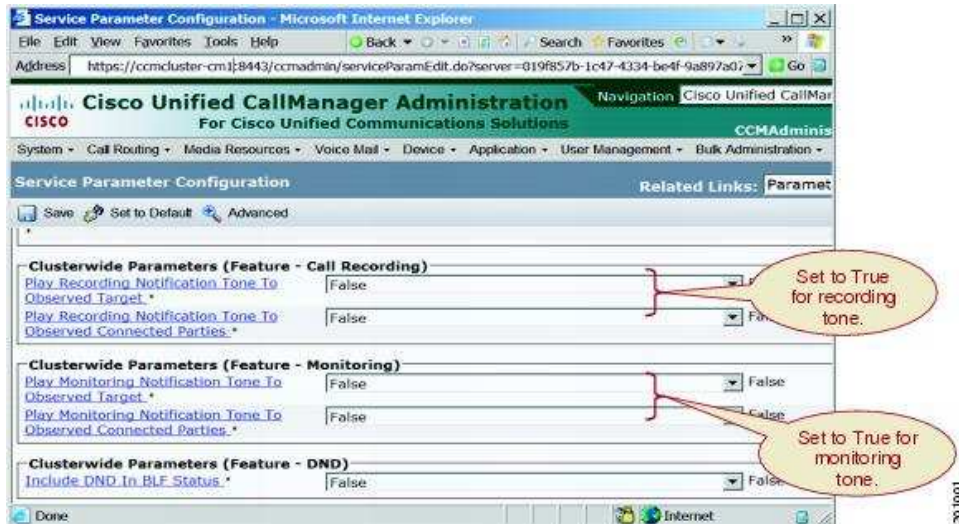 Service Parameter Configuration - Microsoft Internet Explorer
File Edit View Favorites Tools Help Back Search Favorites
Address https://ccmcluster-cm1:8443/ccmadmin/serviceParamEdit.do?server=019f857b-1c47-4334-be4f-9a897a07 Go
CISCO
Cisco Unified CallManager Administration
For Cisco Unified Communications Solutions
Navigation Cisco Unified CallMar
CCMAdminis
System Call Routing Media Resources Voice Mail Device Application User Management Bulk Administration
Service Parameter Configuration Related Links: Paramet
Save Set to Default Advanced
*
Clusterwide Parameters (Feature - Call Recording)
Play Recording Notification Tone To Observed Target * False F
Play Recording Notification Tone To Observed Connected Parties * False Fa
Set to True for recording tone.
Clusterwide Parameters (Feature - Monitoring)
Play Monitoring Notification Tone To Observed Target * False False
Play Monitoring Notification Tone To Observed Connected Parties * False False
Set to True for monitoring tone.
Clusterwide Parameters (Feature - DND)
Include DND In BLF Status * False False
Done Internet